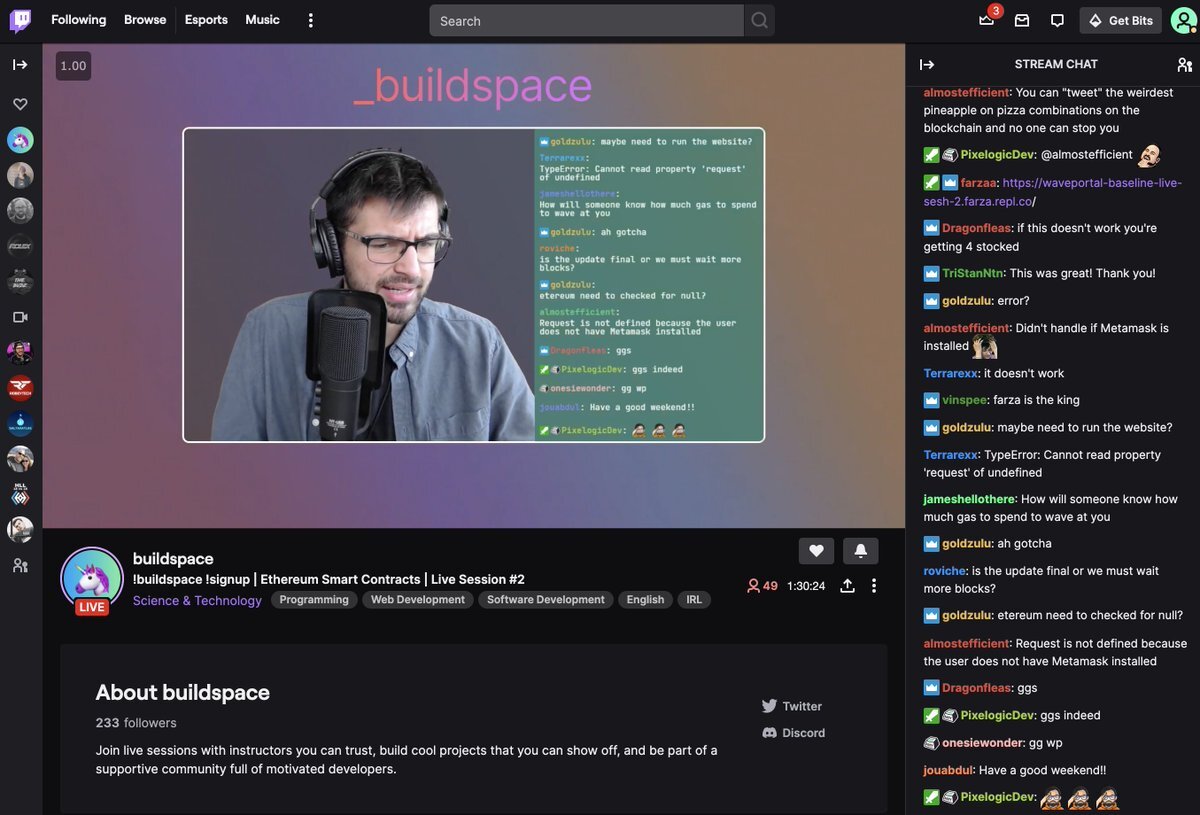 Following Browse Esports Music
Search
3
Get Bits
1.00
_buildspace
goldzulu: maybe need to run the website?
Terrarexx:
TypeError: Cannot read property 'request'
of undefined
jameshellothere:
How will someone know how much gas to spend
to wave at you
goldzulu: ah gotcha
roviche:
is the update final or we must wait more
blocks?
goldzulu:
etereum need to checked for null?
almostefficient:
Request is not defined because the user
does not have Metamask installed
Dragonfleas: ggs
PixelogicDev: ggs indeed
onesiewonder: gg wp
jouabdul: Have a good weekend!!
PixelogicDev:
LIVE
buildspace
!buildspace !signup | Ethereum Smart Contracts | Live Session #2
Science & Technology Programming Web Development Software Development English IRL
49 1:30:24
About buildspace
233 followers
Join live sessions with instructors you can trust, build cool projects that you can show off, and be part of a
supportive community full of motivated developers.
Twitter
Discord
STREAM CHAT
almostefficient: You can "tweet" the weirdest
pineapple on pizza combinations on the
blockchain and no one can stop you
PixelogicDev: @almostefficient
farzaa: https://waveportal-baseline-live-
sesh-2.farza.repl.co/
Dragonfleas: if this doesn't work you're
getting 4 stocked
TriStanNtn: This was great! Thank you!
goldzulu: error?
almostefficient: Didn't handle if Metamask is
installed
Terrarexx: it doesn't work
vinspee: farza is the king
goldzulu: maybe need to run the website?
Terrarexx: TypeError: Cannot read property
'request' of undefined
jameshellothere: How will someone know how
much gas to spend to wave at you
goldzulu: ah gotcha
roviche: is the update final or we must wait
more blocks?
goldzulu: etereum need to checked for null?
almostefficient: Request is not defined because
the user does not have Metamask installed
Dragonfleas: ggs
PixelogicDev: ggs indeed
onesiewonder: gg wp
jouabdul: Have a good weekend!!
PixelogicDev: